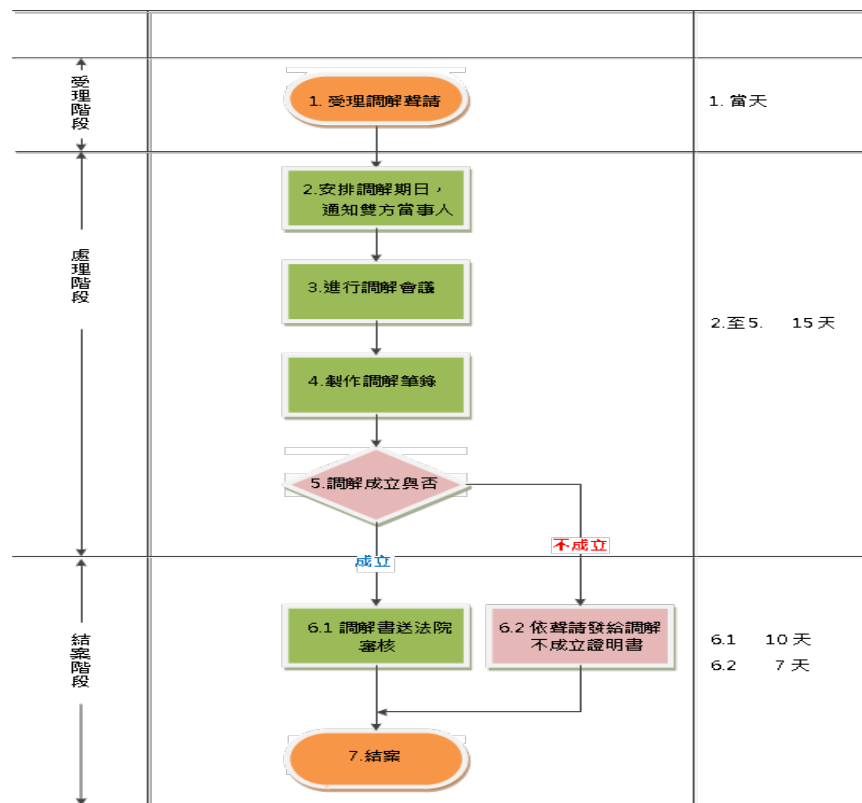 受理階段
1. 受理調解聲請
1. 當天
處理階段
2.安排調解期日，
通知雙方當事人
3.進行調解會議
4.製作調解筆錄
5.調解成立與否
2.至5. 15 天
成立
不成立
結案階段
6.1 調解書送法院
審核
6.2 依聲請發給調解
不成立證明書
6.1 10 天
6.2 7 天
7.結案